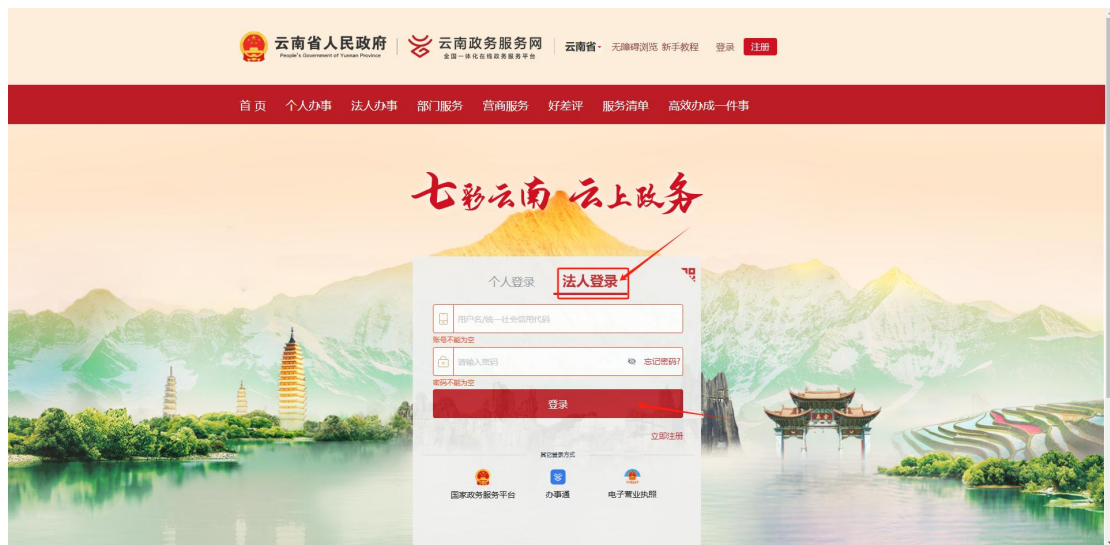 云南省人民政府
People's Government of Yunnan Province
云南政务服务网
全国一体化在线政务服务平台
云南省 无障碍浏览 新手教程 登录 注册
首页 个人办事 法人办事 部门服务 营商服务 好差评 服务清单 高效办成一件事
七彩云南 云上政务
个人登录 法人登录
用户名/统一社会信用代码
账号不能为空
请输入密码 忘记密码?
密码不能为空
登录
立即注册
其它登录方式
国家政务服务平台 办事通 电子营业执照